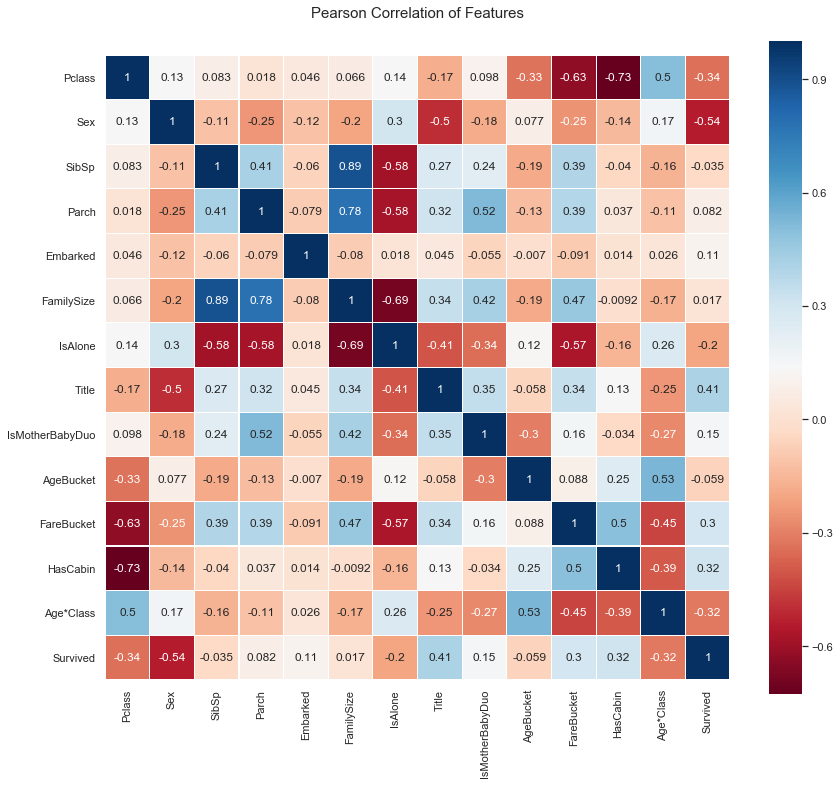 Pearson Correlation of Features
Pclass 1 0.13 0.083 0.018 0.046 0.066 0.14 -0.17 0.098 -0.33 -0.63 -0.73 0.5 -0.34
Sex 0.13 1 -0.11 -0.25 -0.12 -0.2 0.3 -0.5 -0.18 0.077 -0.25 -0.14 0.17 -0.54
SibSp 0.083 -0.11 1 0.41 -0.06 0.89 -0.58 0.27 0.24 -0.19 0.39 -0.04 -0.16 -0.035
Parch 0.018 -0.25 0.41 1 -0.079 0.78 -0.58 0.32 0.52 -0.13 0.39 0.037 -0.11 0.082
Embarked 0.046 -0.12 -0.06 -0.079 1 -0.08 0.018 0.045 -0.055 -0.007 -0.091 0.014 0.026 0.11
FamilySize 0.066 -0.2 0.89 0.78 -0.08 1 -0.69 0.34 0.42 -0.19 0.47 -0.0092 -0.17 0.017
IsAlone 0.14 0.3 -0.58 -0.58 0.018 -0.69 1 -0.41 -0.34 0.12 -0.57 -0.16 0.26 -0.2
Title -0.17 -0.5 0.27 0.32 0.045 0.34 -0.41 1 0.35 -0.058 0.34 0.13 -0.25 0.41
IsMotherBabyDuo 0.098 -0.18 0.24 0.52 -0.055 0.42 -0.34 0.35 1 -0.3 0.16 -0.034 -0.27 0.15
AgeBucket -0.33 0.077 -0.19 -0.13 -0.007 -0.19 0.12 -0.058 -0.3 1 0.088 0.25 0.53 -0.059
FareBucket -0.63 -0.25 0.39 0.39 -0.091 0.47 -0.57 0.34 0.16 0.088 1 0.5 -0.45 0.3
HasCabin -0.73 -0.14 -0.04 0.037 0.014 -0.0092 -0.16 0.13 -0.034 0.25 0.5 1 -0.39 0.32
Age*Class 0.5 0.17 -0.16 -0.11 0.026 -0.17 0.26 -0.25 -0.27 0.53 -0.45 -0.39 1 -0.32
Survived -0.34 -0.54 -0.035 0.082 0.11 0.017 -0.2 0.41 0.15 -0.059 0.3 0.32 -0.32 1
Pclass Sex SibSp Parch Embarked FamilySize IsAlone Title IsMotherBabyDuo AgeBucket FareBucket HasCabin Age*Class Survived
0.9
0.6
0.3
0.0
-0.3
-0.6